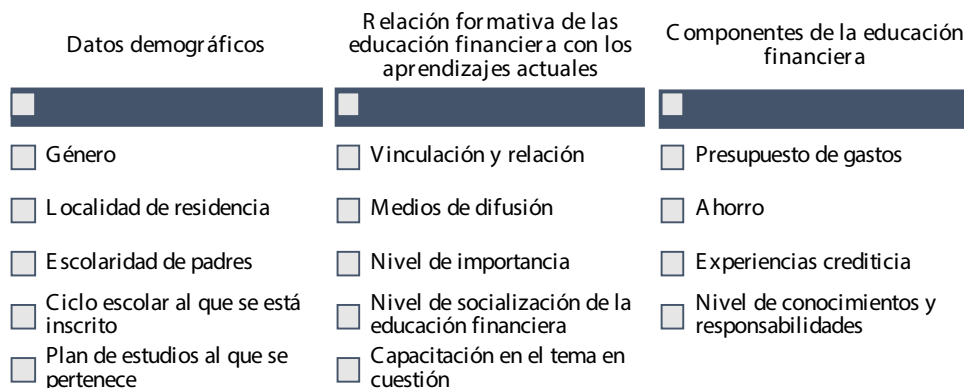 Datos demográficos
Relación formativa de las
educación financiera con los
aprendizajes actuales
Componentes de la educación
financiera
Género
Localidad de residencia
Escolaridad de padres
Ciclo escolar al que se está
inscrito
Plan de estudios al que se
pertenece
Vinculación y relación
Medios de difusión
Nivel de importancia
Nivel de socialización de la
educación financiera
Capacitación en el tema en
cuestión
Presupuesto de gastos
Ahorro
Experiencias crediticia
Nivel de conocimientos y
responsabilidades